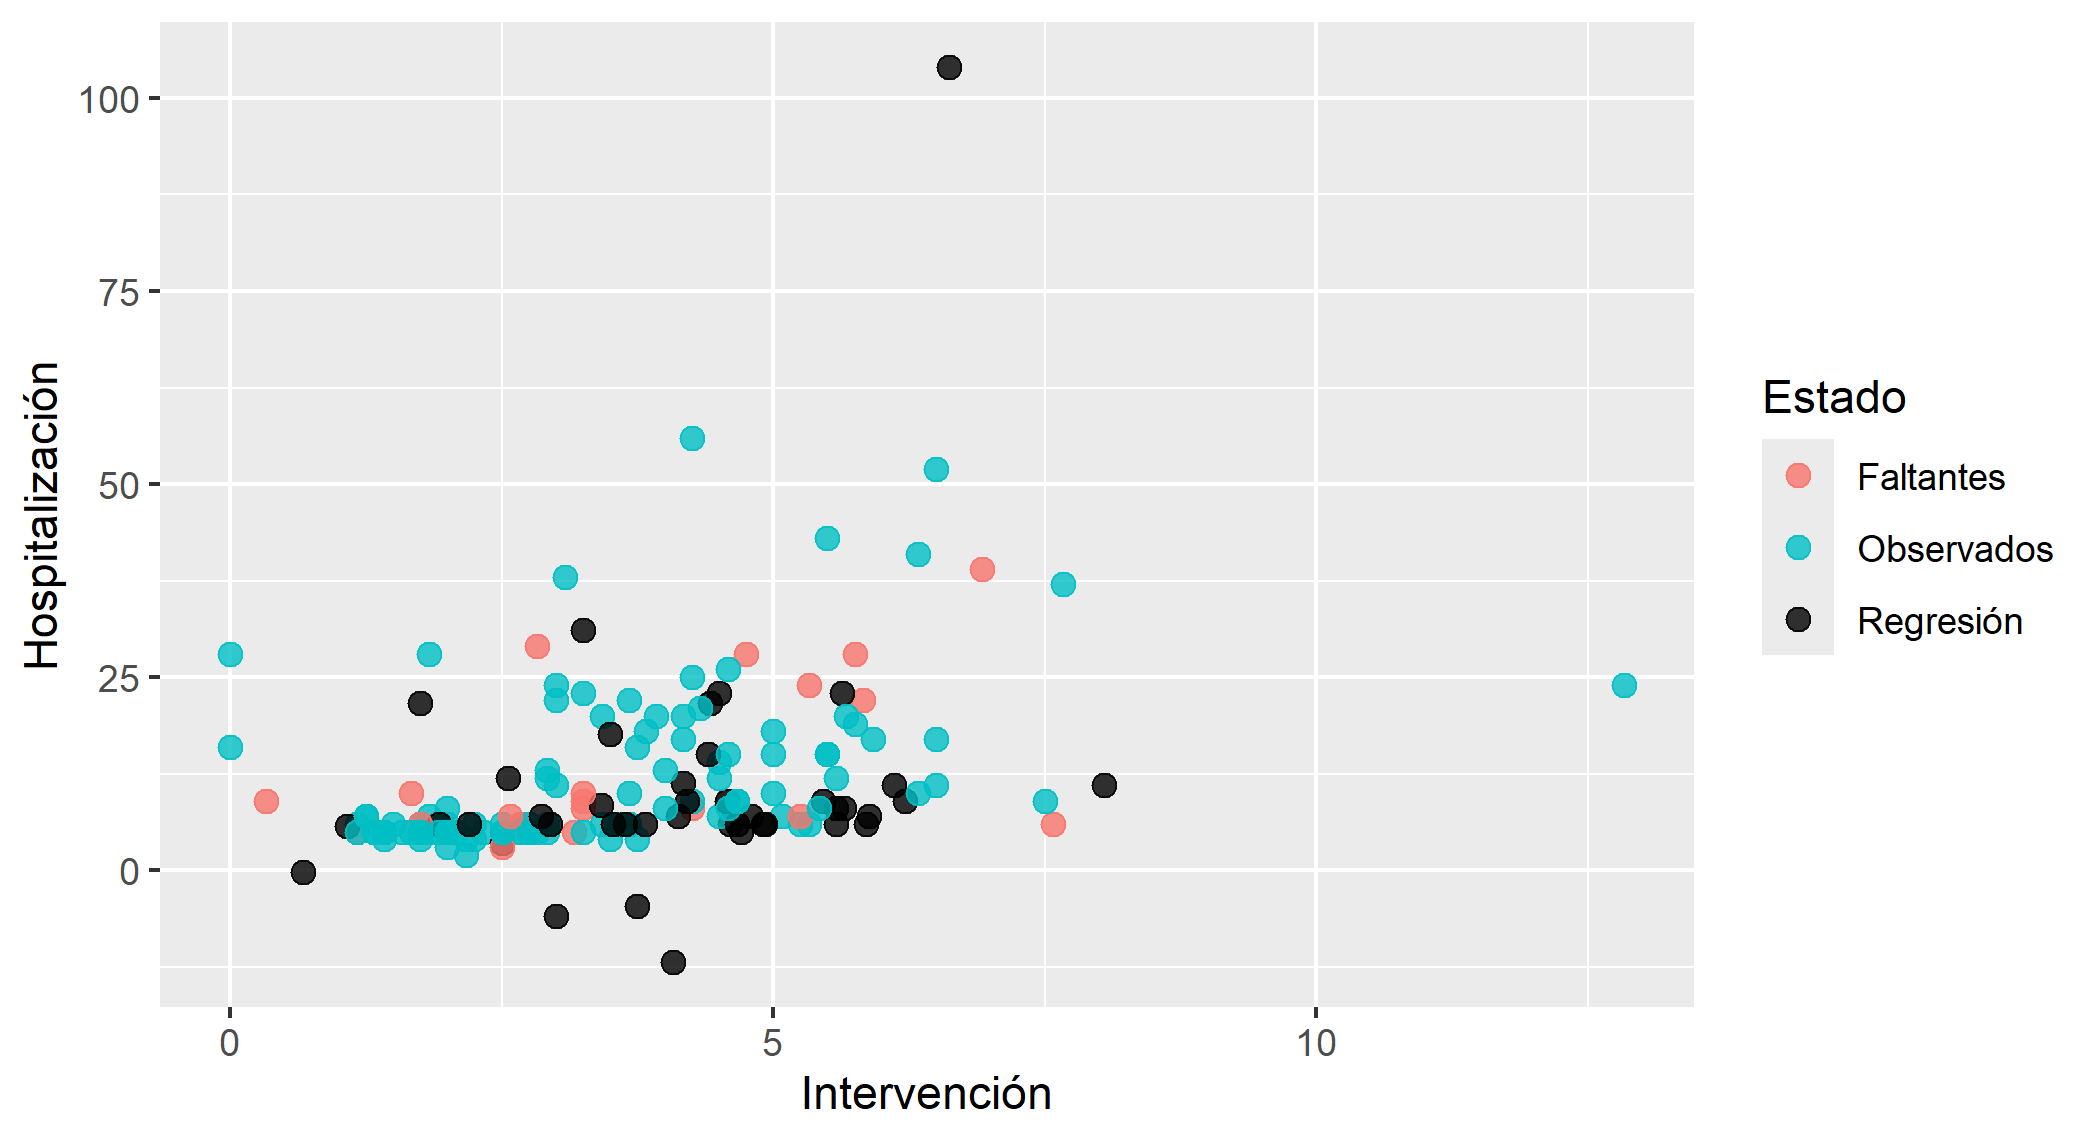 100
75
50
25
0
Hospitalización
0
5
10
Intervención
Estado
Faltantes
Observados
Regresión